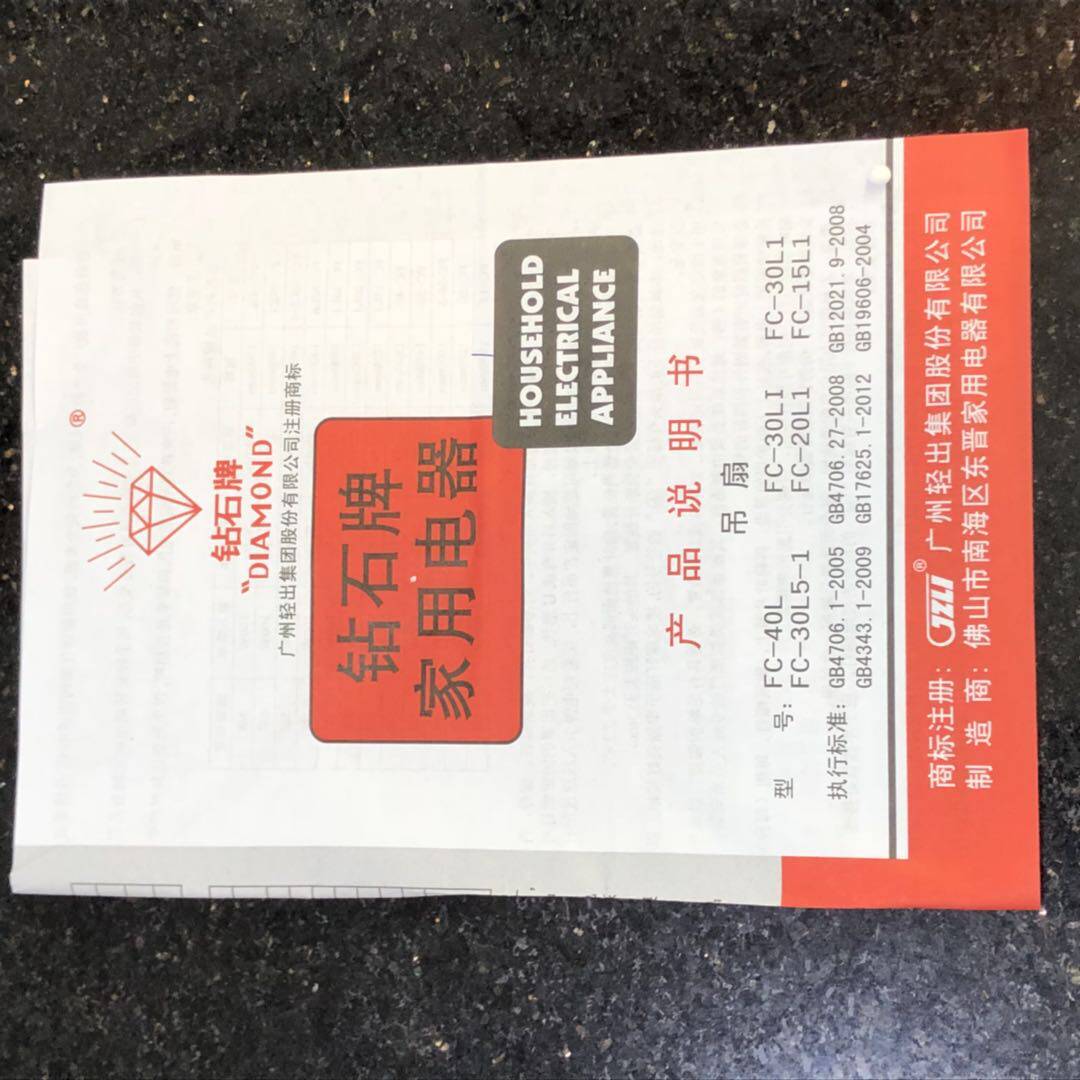 ®
钻石牌
"DIAMOND"
广州轻出集团股份有限公司注册商标
钻石牌
家用电器
HOUSEHOLD
ELECTRICAL
APPLIANCE
产品说明书
吊扇
型 号: FC-40L FC-30LI FC-30L1
FC-30L5-1 FC-20L1 FC-15L1
执行标准: GB4706.1-2005 GB4706.27-2008 GB12021.9-2008
GB4343.1-2009 GB17625.1-2012 GB19606-2004
商标注册: GZLI® 广州轻出集团股份有限公司
制 造 商: 佛山市南海区东晋家用电器有限公司